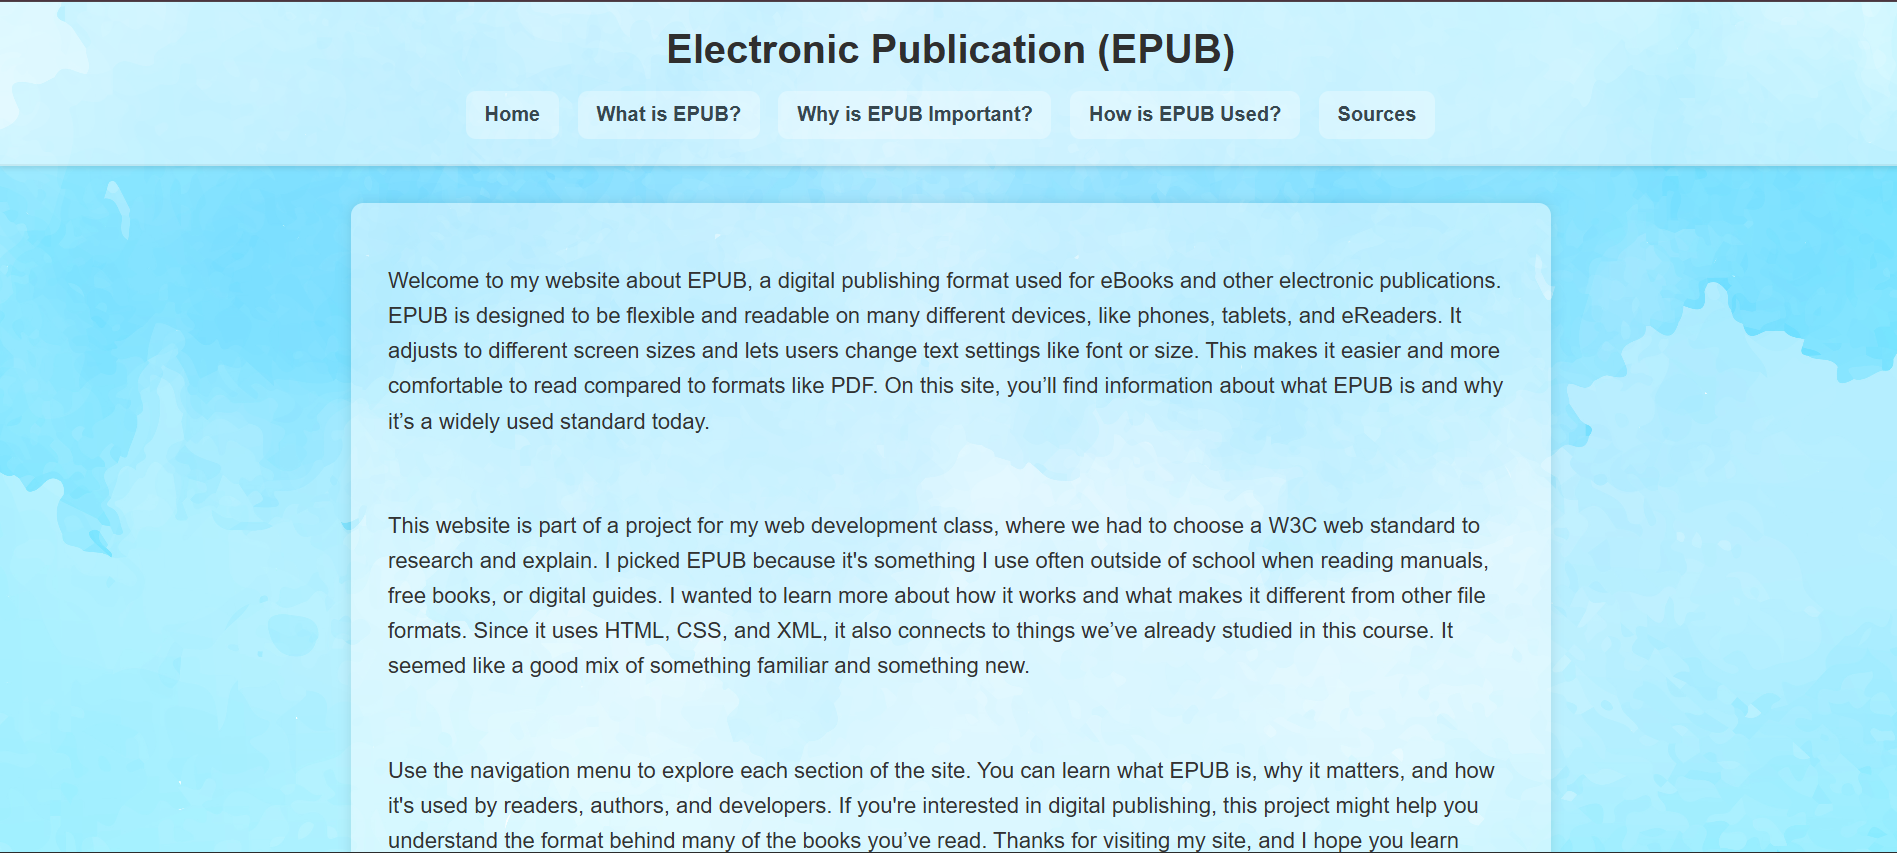 Electronic Publication (EPUB)
Home What is EPUB? Why is EPUB Important? How is EPUB Used? Sources
Welcome to my website about EPUB, a digital publishing format used for eBooks and other electronic publications.
EPUB is designed to be flexible and readable on many different devices, like phones, tablets, and eReaders. It
adjusts to different screen sizes and lets users change text settings like font or size. This makes it easier and more
comfortable to read compared to formats like PDF. On this site, you’ll find information about what EPUB is and why
it’s a widely used standard today.
This website is part of a project for my web development class, where we had to choose a W3C web standard to
research and explain. I picked EPUB because it's something I use often outside of school when reading manuals,
free books, or digital guides. I wanted to learn more about how it works and what makes it different from other file
formats. Since it uses HTML, CSS, and XML, it also connects to things we’ve already studied in this course. It
seemed like a good mix of something familiar and something new.
Use the navigation menu to explore each section of the site. You can learn what EPUB is, why it matters, and how
it's used by readers, authors, and developers. If you're interested in digital publishing, this project might help you
understand the format behind many of the books you’ve read. Thanks for visiting my site, and I hope you learn